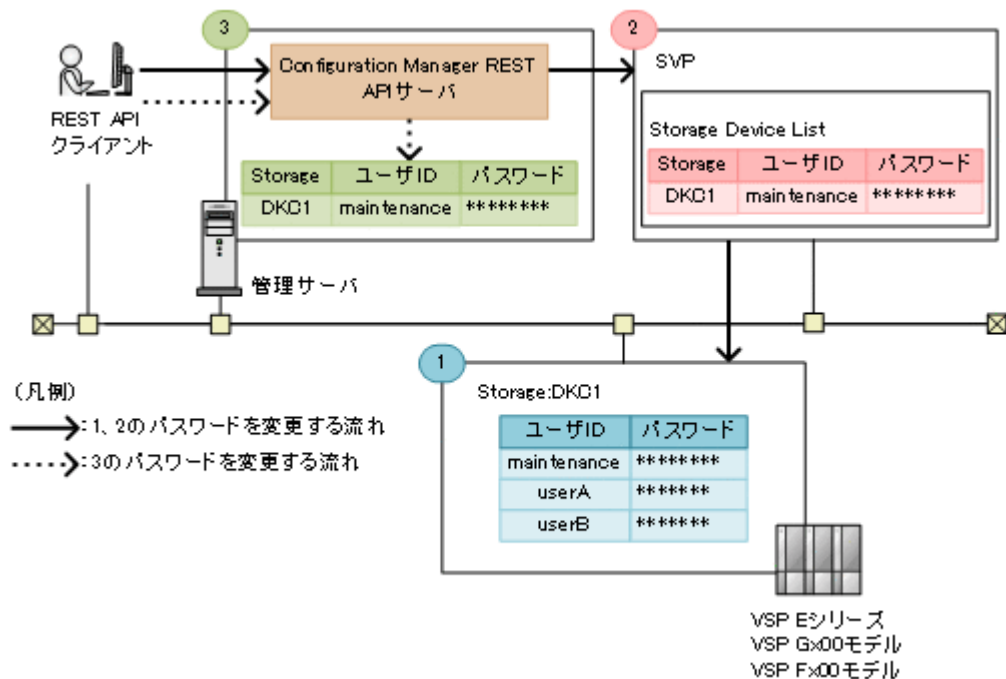 3
Configuration Manager REST
APIサーバ
REST API
クライアント
Storage ユーザID パスワード
DKC1 maintenance ********
管理サーバ
2
SVP
Storage Device List
Storage ユーザID パスワード
DKC1 maintenance ********
1
Storage:DKC1
ユーザID パスワード
maintenance ********
userA *******
userB *******
(凡例)
:1、2のパスワードを変更する流れ
:3のパスワードを変更する流れ
VSP Eシリーズ
VSP Gx00モデル
VSP Fx00モデル